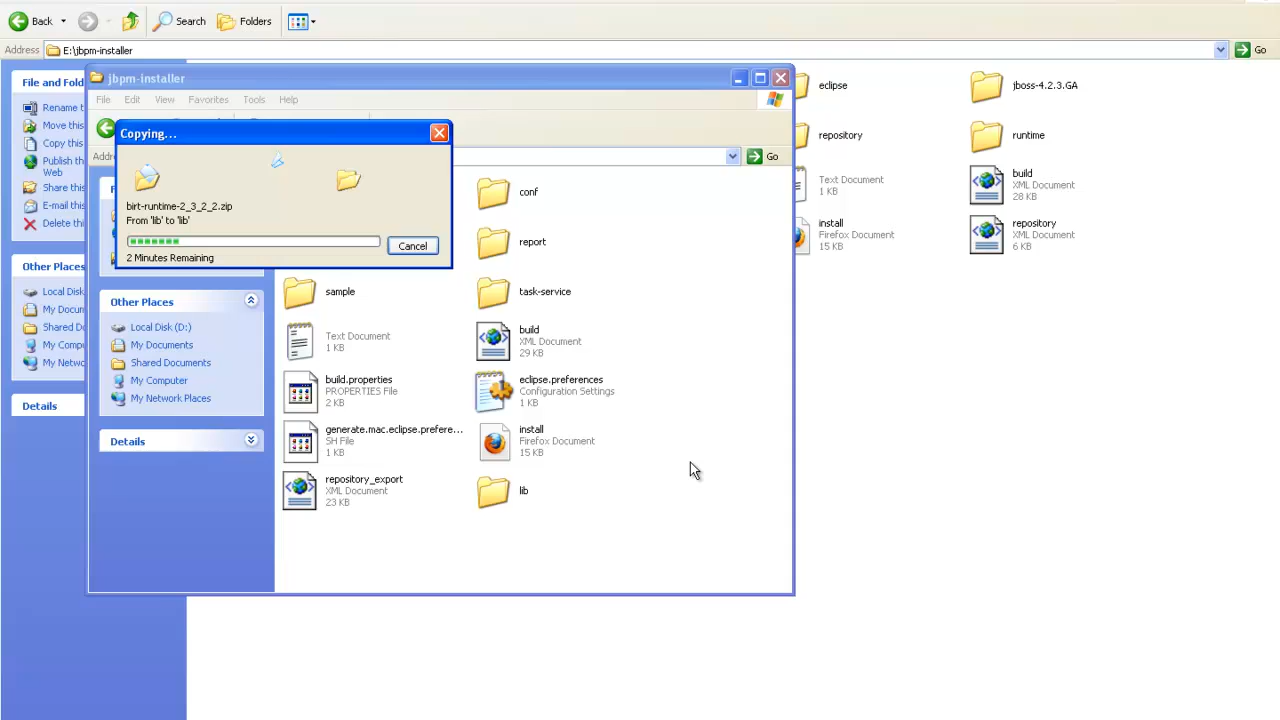 Back
Search
Folders
Address
E:\jbpm-installer
Go
File and Fold
Rename t
Move this
Copy this
Publish th
Web
Share this
E-mail this
Delete this
Other Places
Local Disk
My Docum
Shared Do
My Compu
My Netwo
Details
jbpm-installer
File Edit View Favorites Tools Help
Go
Copying...
birt-runtime-2_3_2_2.zip
From 'lib' to 'lib'
Cancel
2 Minutes Remaining
Other Places
Local Disk (D:)
My Documents
Shared Documents
My Computer
My Network Places
Details
conf
report
sample
task-service
Text Document
1 KB
build
XML Document
29 KB
build.properties
PROPERTIES File
2 KB
eclipse.preferences
Configuration Settings
1 KB
generate.mac.eclipse.prefere...
SH File
1 KB
install
Firefox Document
15 KB
repository_export
XML Document
23 KB
lib
eclipse
jboss-4.2.3.GA
repository
runtime
Text Document
1 KB
build
XML Document
28 KB
install
Firefox Document
15 KB
repository
XML Document
6 KB